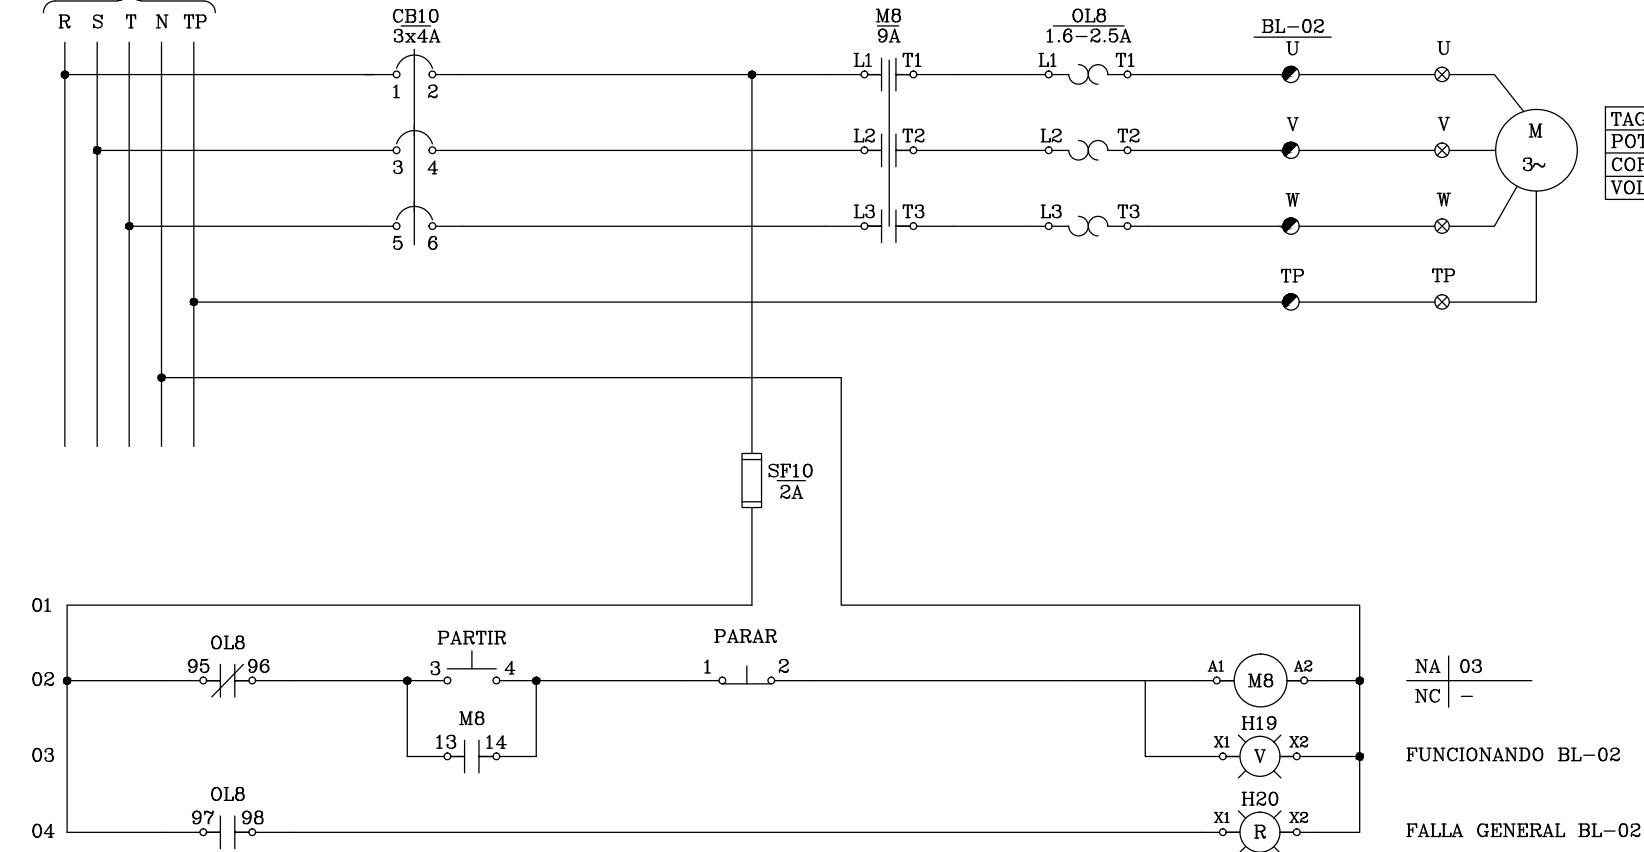 R S T N TP
CB10
3x4A
M8
9A
OL8
1.6-2.5A
BL-02
U U
1 2
L1 T1
L1 T1
V V
3 4
L2 T2
L2 T2
M
3~
W W
5 6
L3 T3
L3 T3
TP TP
SF10
2A
01
OL8
PARTIR
PARAR
02
95 96
3 4
1 2
A1 M8 A2
NA 03
NC -
M8
H19
03
13 14
X1 V X2
FUNCIONANDO BL-02
OL8
H20
04
97 98
X1 R X2
FALLA GENERAL BL-02